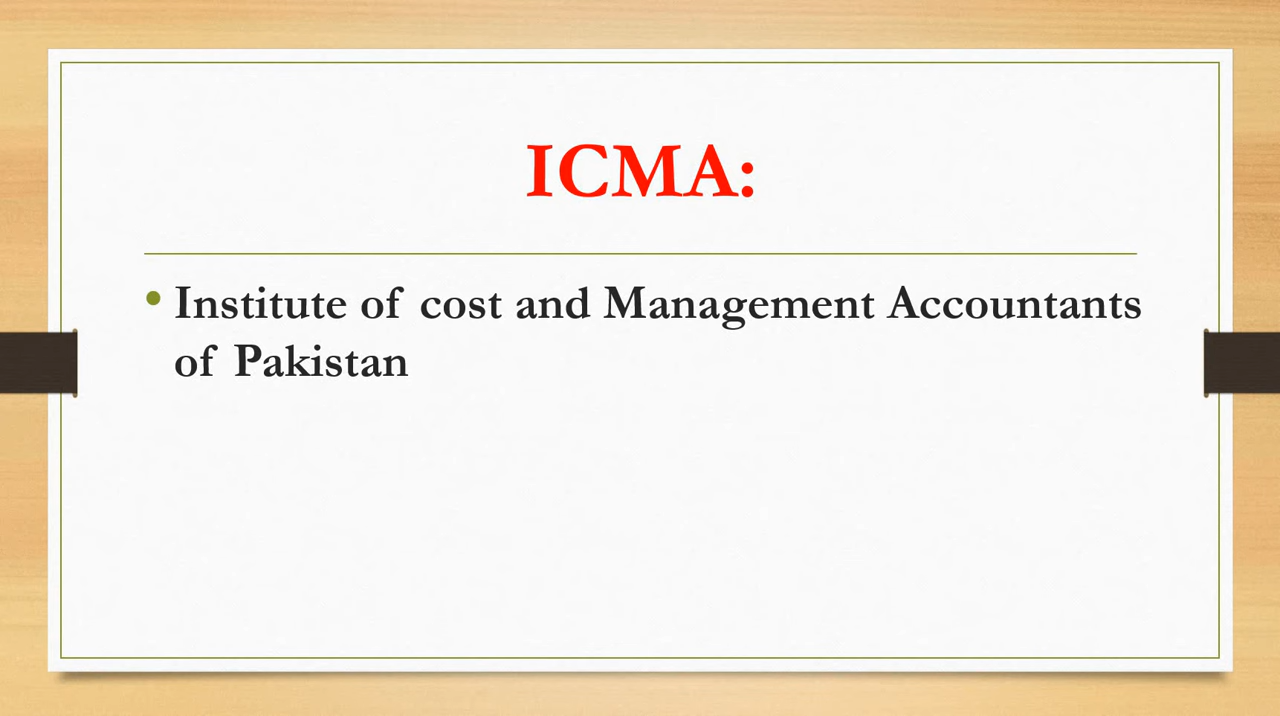 ICMA:
• Institute of cost and Management Accountants
of Pakistan